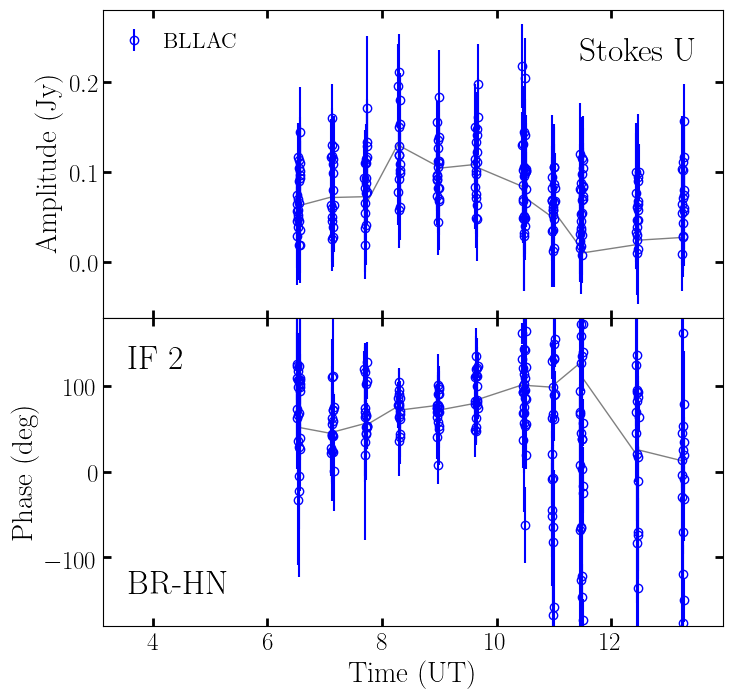 BLLAC
Stokes U
Amplitude (Jy)
0.2
0.1
0.0
IF 2
Phase (deg)
100
0
−100
BR-HN
4 6 8 10 12
Time (UT)